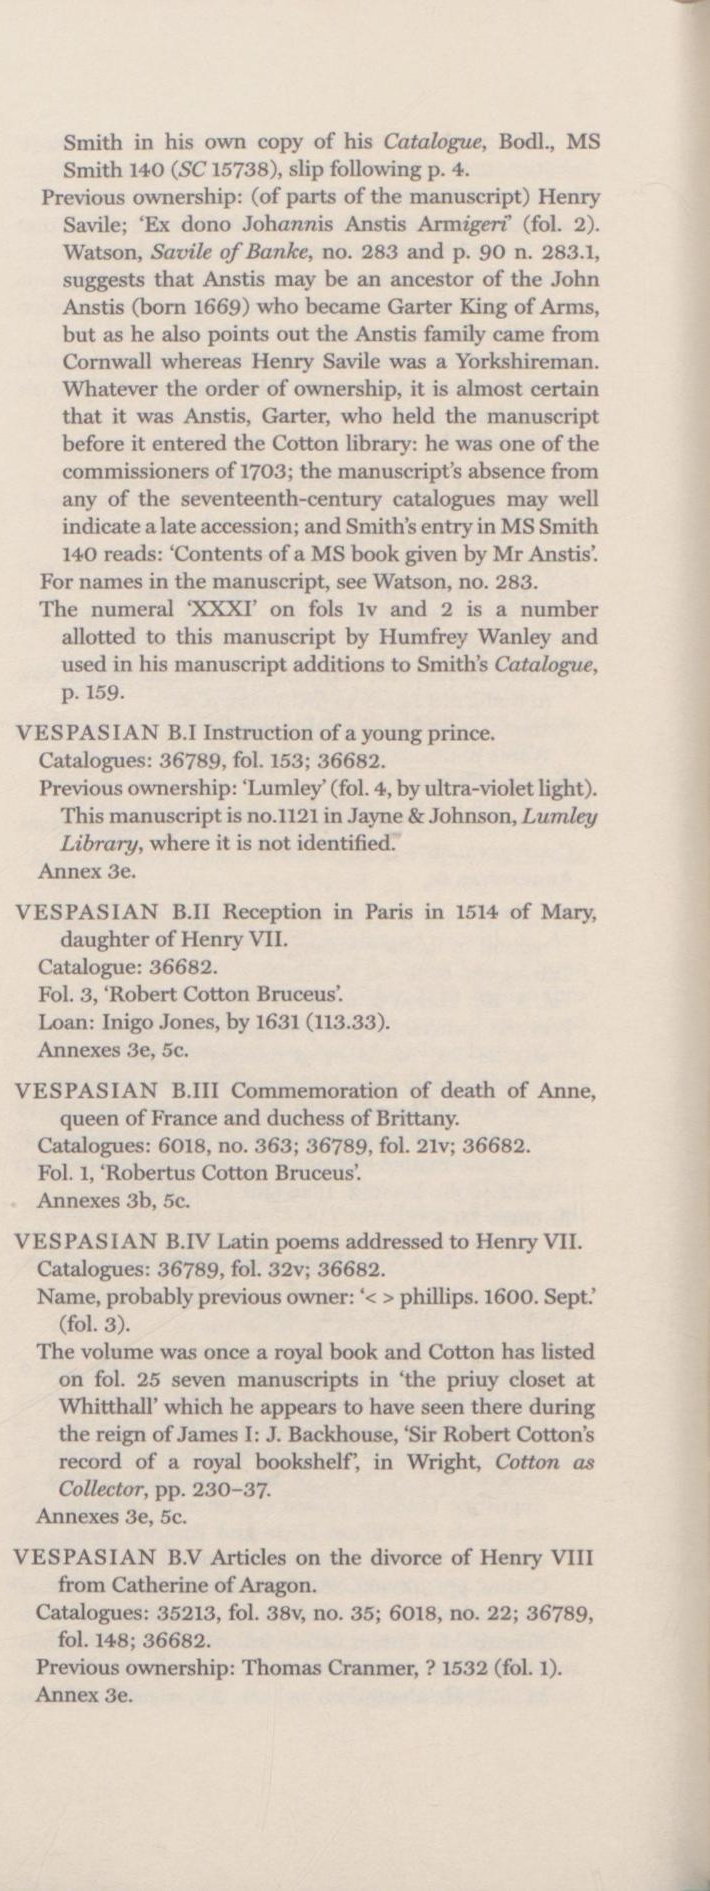 Smith in his own copy of his Catalogue, Bodl., MS
Smith 140 (SC 15738), slip following p. 4.
Previous ownership: (of parts of the manuscript) Henry
Savile; ‘Ex dono Johannis Anstis Armigeri’ (fol. 2).
Watson, Savile of Banke, no. 283 and p. 90 n. 283.1,
suggests that Anstis may be an ancestor of the John
Anstis (born 1669) who became Garter King of Arms,
but as he also points out the Anstis family came from
Cornwall whereas Henry Savile was a Yorkshireman.
Whatever the order of ownership, it is almost certain
that it was Anstis, Garter, who held the manuscript
before it entered the Cotton library: he was one of the
commissioners of 1703; the manuscript’s absence from
any of the seventeenth-century catalogues may well
indicate a late accession; and Smith’s entry in MS Smith
140 reads: ‘Contents of a MS book given by Mr Anstis’.
For names in the manuscript, see Watson, no. 283.
The numeral ‘XXXI’ on fols 1v and 2 is a number
allotted to this manuscript by Humfrey Wanley and
used in his manuscript additions to Smith’s Catalogue,
p. 159.
VESPASIAN B.I Instruction of a young prince.
Catalogues: 36789, fol. 153; 36682.
Previous ownership: ‘Lumley’ (fol. 4, by ultra-violet light).
This manuscript is no.1121 in Jayne & Johnson, Lumley
Library, where it is not identified.
Annex 3e.
VESPASIAN B.II Reception in Paris in 1514 of Mary,
daughter of Henry VII.
Catalogue: 36682.
Fol. 3, ‘Robert Cotton Bruceus’.
Loan: Inigo Jones, by 1631 (113.33).
Annexes 3e, 5c.
VESPASIAN B.III Commemoration of death of Anne,
queen of France and duchess of Brittany.
Catalogues: 6018, no. 363; 36789, fol. 21v; 36682.
Fol. 1, ‘Robertus Cotton Bruceus’.
Annexes 3b, 5c.
VESPASIAN B.IV Latin poems addressed to Henry VII.
Catalogues: 36789, fol. 32v; 36682.
Name, probably previous owner: ‘< > phillips. 1600. Sept.’
(fol. 3).
The volume was once a royal book and Cotton has listed
on fol. 25 seven manuscripts in ‘the priuy closet at
Whitthall’ which he appears to have seen there during
the reign of James I: J. Backhouse, ‘Sir Robert Cotton’s
record of a royal bookshelf’, in Wright, Cotton as
Collector, pp. 230–37.
Annexes 3e, 5c.
VESPASIAN B.V Articles on the divorce of Henry VIII
from Catherine of Aragon.
Catalogues: 35213, fol. 38v, no. 35; 6018, no. 22; 36789,
fol. 148; 36682.
Previous ownership: Thomas Cranmer, ? 1532 (fol. 1).
Annex 3e.